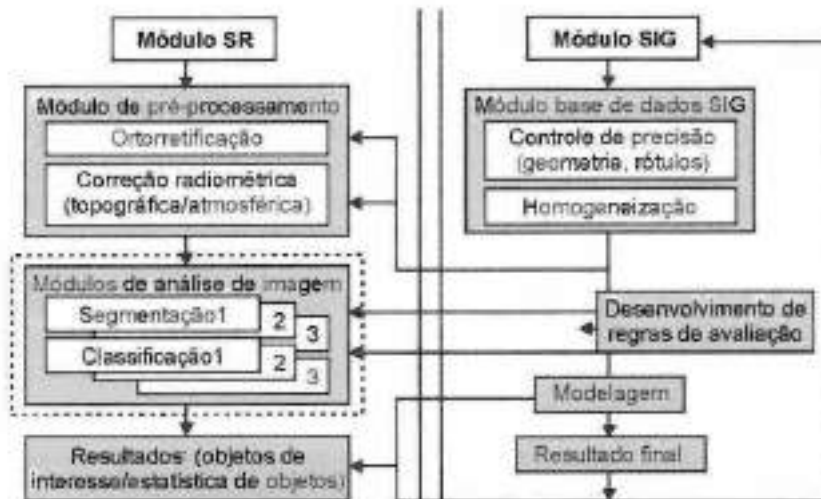 Módulo SR
Módulo de pré-processamento
Ortorretificação
Correção radiométrica
(topográfica/atmosférica)
Módulos de análise de imagem
Segmentação1
2
3
Classificação1
2
3
Resultados (objetos de
interesse/estatística de objetos)
Módulo SIG
Módulo base de dados SIG
Controle de precisão
(geometria, rótulos)
Homogeneização
Desenvolvimento de
regras de avaliação
Modelagem
Resultado final